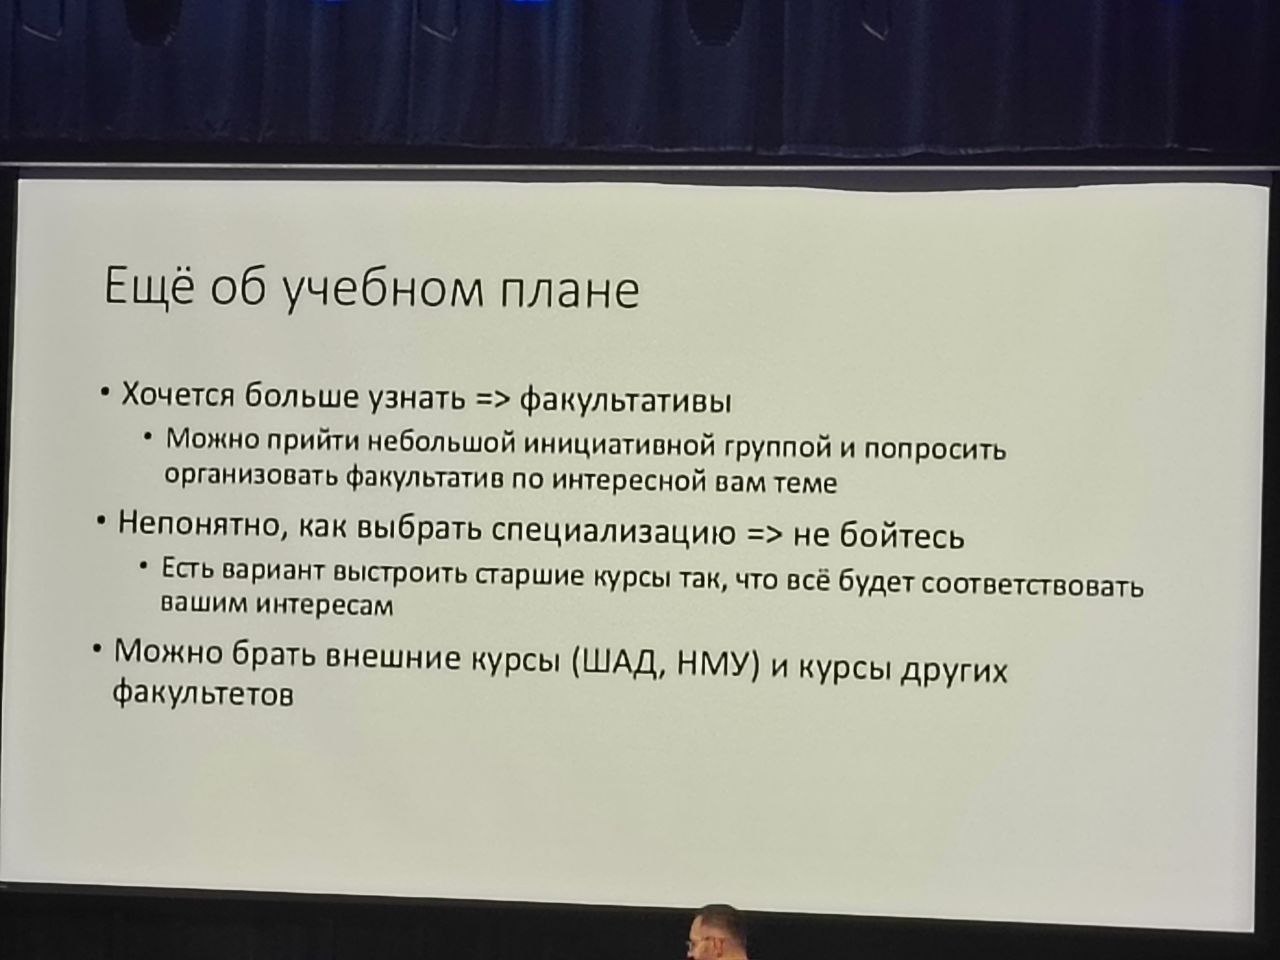 Ещё об учебном плане
• Хочется больше узнать => факультативы
• Можно прийти небольшой инициативной группой и попросить
организовать факультатив по интересной вам теме
• Непонятно, как выбрать специализацию => не бойтесь
• Есть вариант выстроить старшие курсы так, что всё будет соответствовать
вашим интересам
• Можно брать внешние курсы (ШАД, НМУ) и курсы других
факультетов